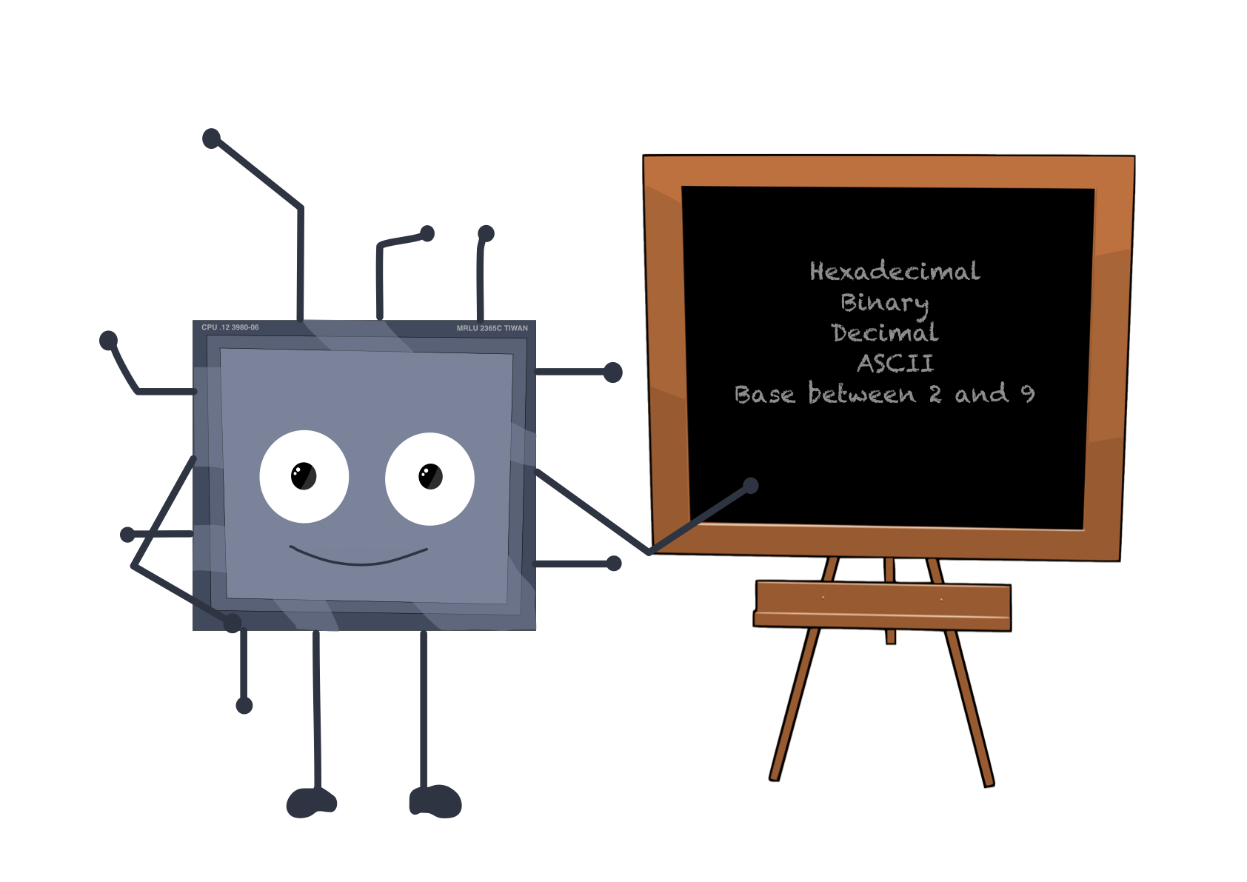 CPU .12 3980-06
MRLU 2365C TIWAN
Hexadecimal
Binary
Decimal
ASCII
Base between 2 and 9